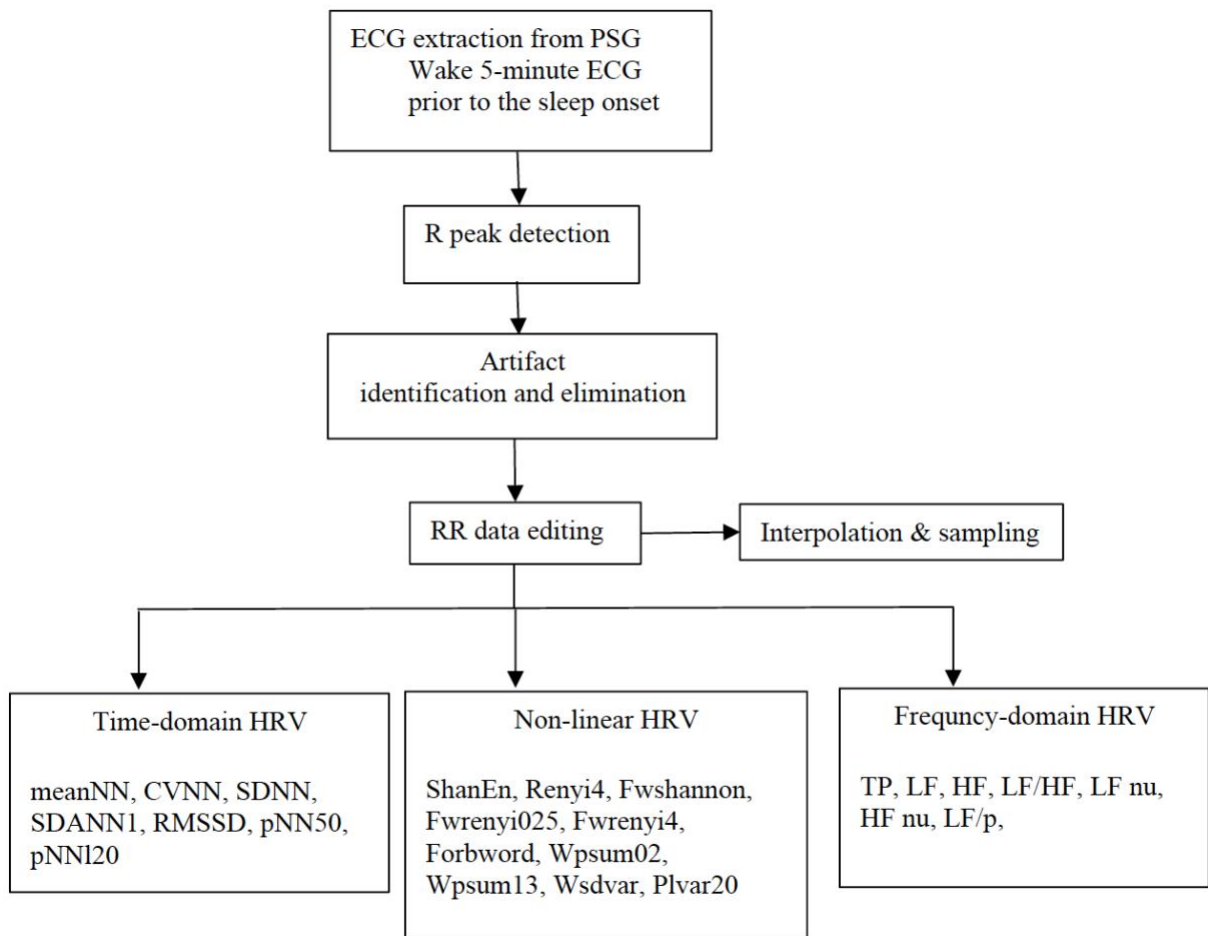 ECG extraction from PSG
Wake 5-minute ECG
prior to the sleep onset
R peak detection
Artifact
identification and elimination
RR data editing
Interpolation & sampling
Time-domain HRV
meanNN, CVNN, SDNN,
SDANN1, RMSSD, pNN50,
pNNl20
Non-linear HRV
ShanEn, Renyi4, Fwshannon,
Fwrenyi025, Fwrenyi4,
Forbword, Wpsum02,
Wpsum13, Wsdvar, Plvar20
Frequncy-domain HRV
TP, LF, HF, LF/HF, LF nu,
HF nu, LF/p,